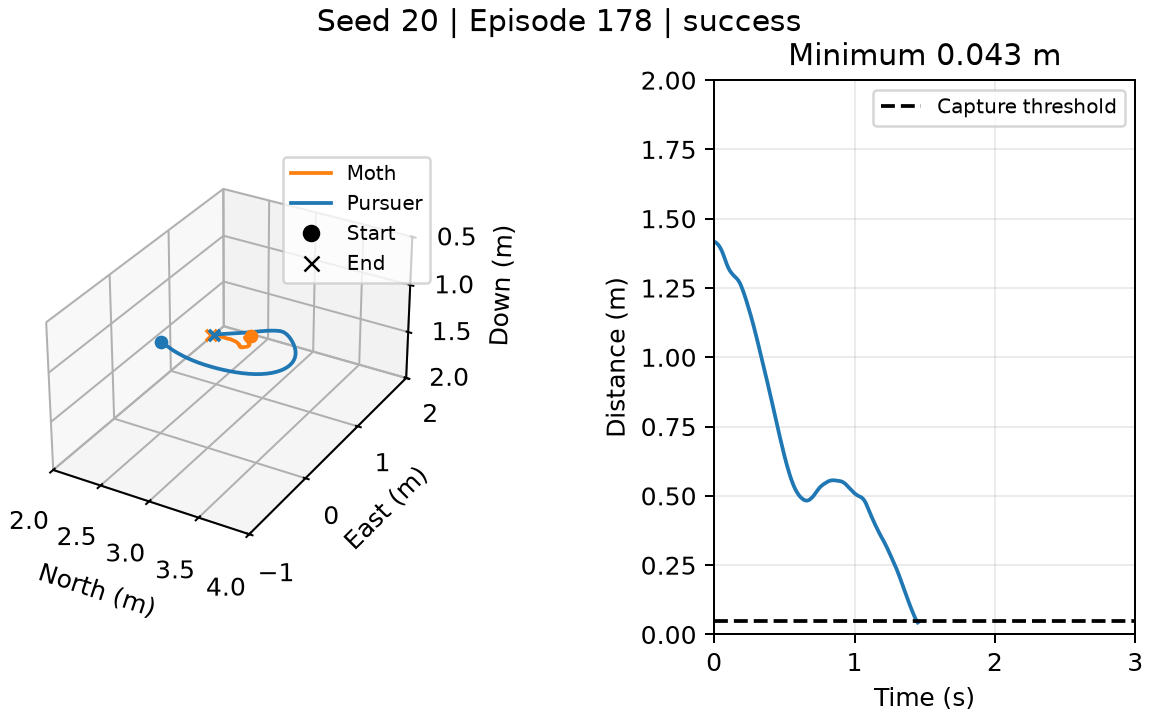 Seed 20 | Episode 178 | success
Moth
Pursuer
Start
End
0.5
1.0
1.5
2.0
Down (m)
2
1
0
−1
East (m)
2.0
2.5
3.0
3.5
4.0
North (m)
Minimum 0.043 m
Capture threshold
2.00
1.75
1.50
1.25
1.00
0.75
0.50
0.25
0.00
Distance (m)
0 1 2 3
Time (s)